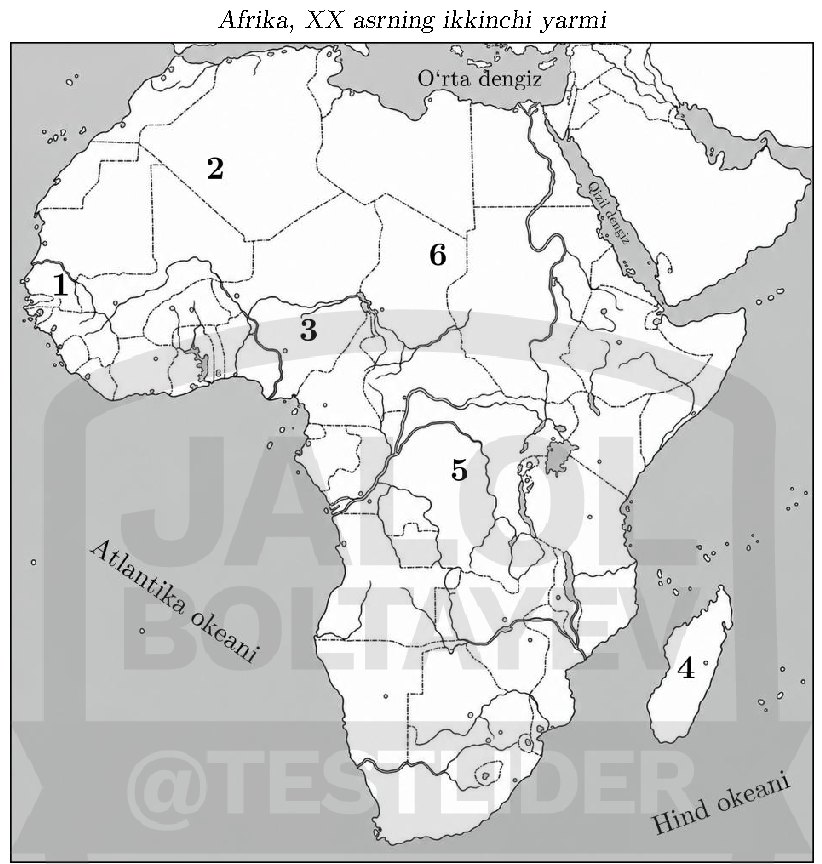 Afrika, XX asrning ikkinchi yarmi
O‘rta dengiz
2
Qizil dengiz
6
1
3
5
JALOL
Atlantika okeani
BOLTAYEV
4
@TESTLIDER
Hind okeani